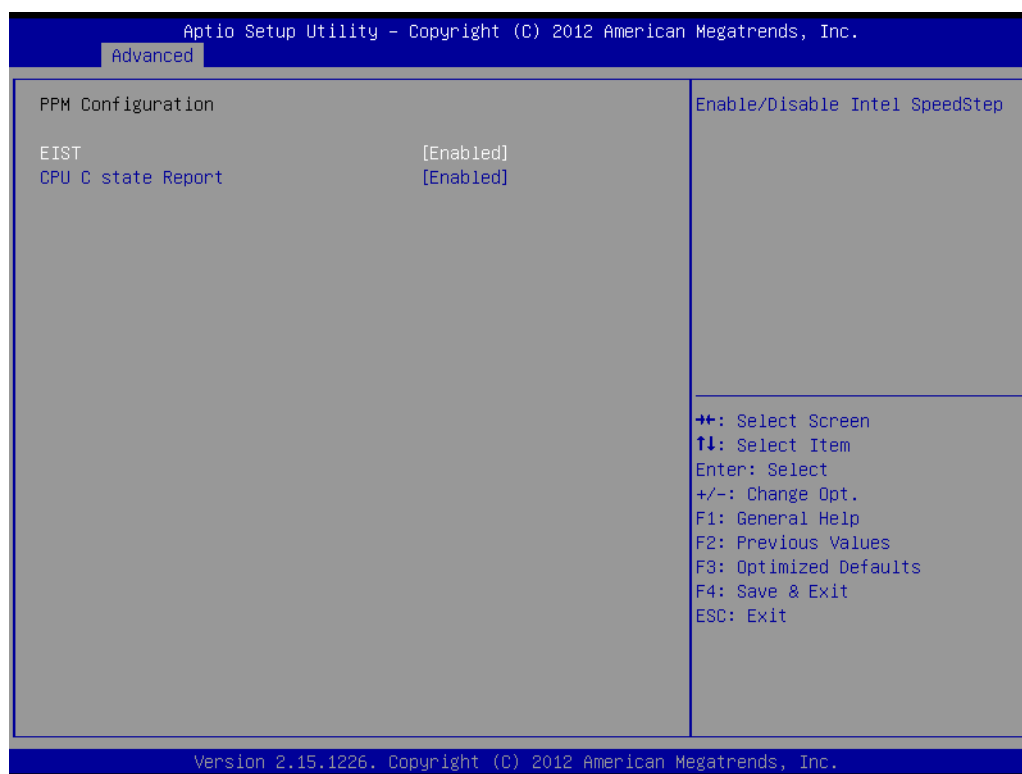 Aptio Setup Utility – Copyright (C) 2012 American Megatrends, Inc.
Advanced
PPM Configuration
EIST [Enabled]
CPU C state Report [Enabled]
Enable/Disable Intel SpeedStep
→←: Select Screen
↑↓: Select Item
Enter: Select
+/-: Change Opt.
F1: General Help
F2: Previous Values
F3: Optimized Defaults
F4: Save & Exit
ESC: Exit
Version 2.15.1226. Copyright (C) 2012 American Megatrends, Inc.